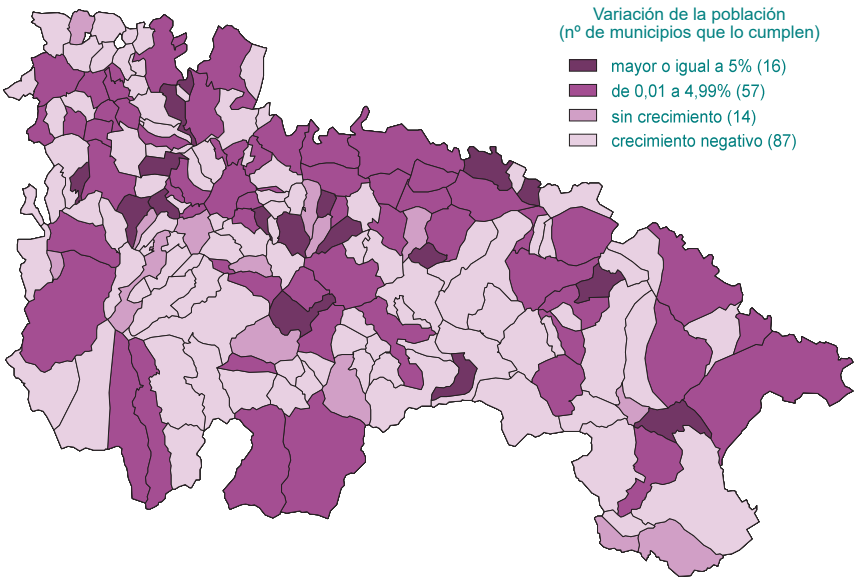 Variación de la población
(nº de municipios que lo cumplen)
mayor o igual a 5% (16)
de 0,01 a 4,99% (57)
sin crecimiento (14)
crecimiento negativo (87)